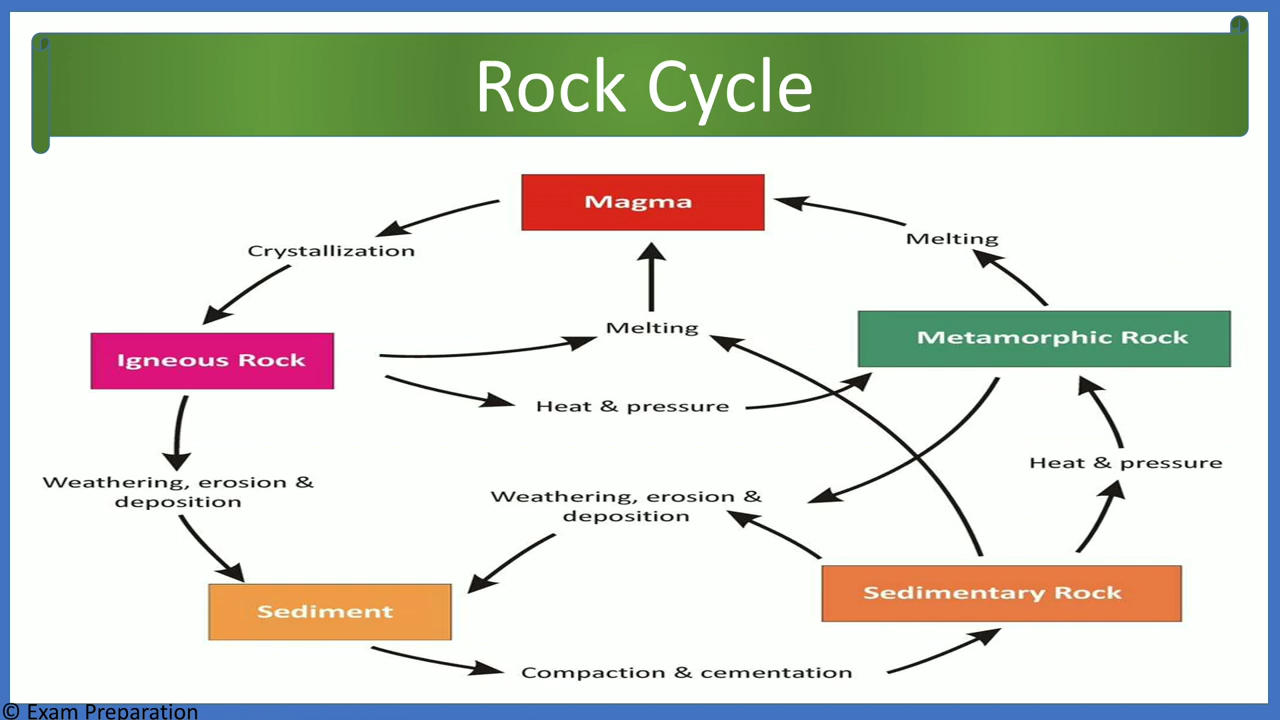 Rock Cycle
Magma
Crystallization
Melting
Melting
Igneous Rock
Metamorphic Rock
Heat & pressure
Heat & pressure
Weathering, erosion &
deposition
Weathering, erosion &
deposition
Sediment
Sedimentary Rock
Compaction & cementation
© Exam Preparation